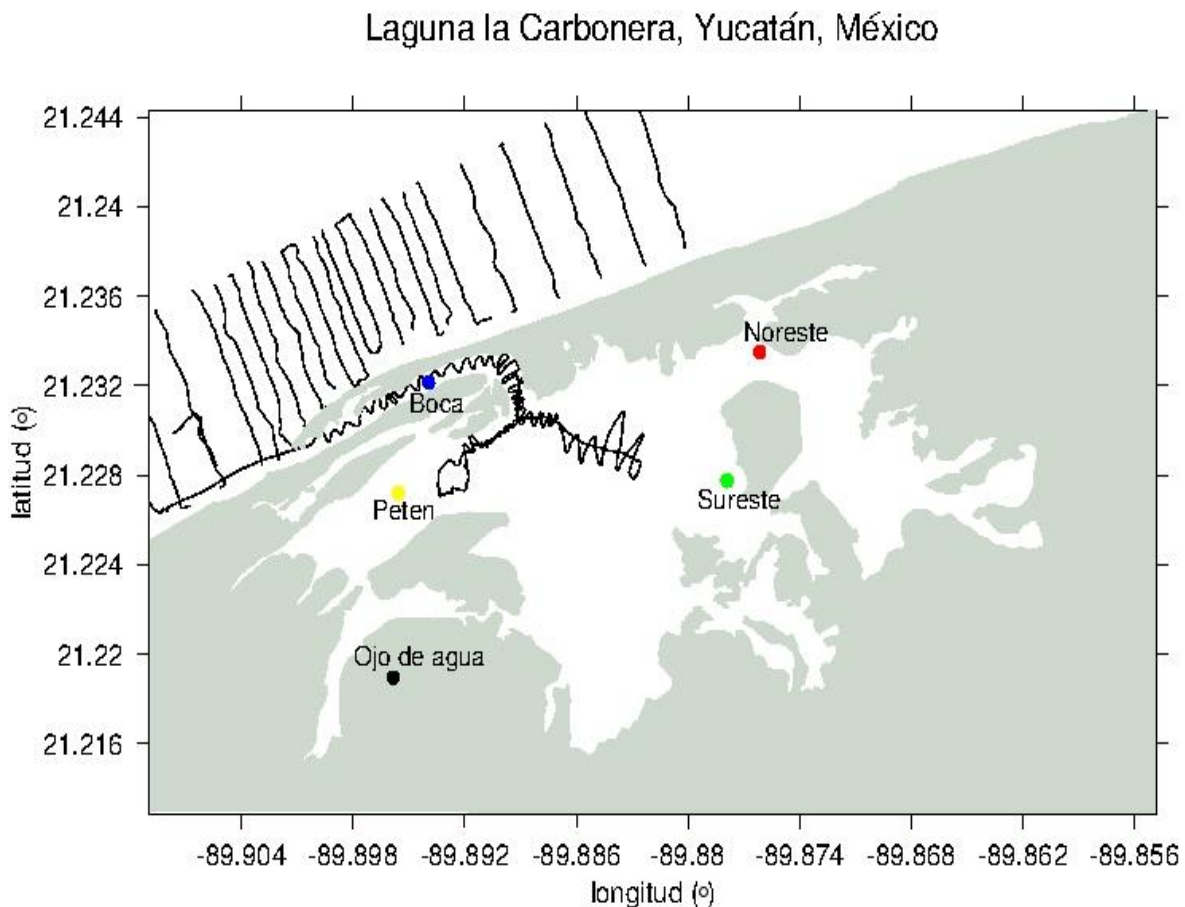 Laguna la Carbonera, Yucatán, México
21.244
21.24
21.236
21.232
21.228
21.224
21.22
21.216
latitud (o)
Noreste
Boca
Sureste
Peten
Ojo de agua
-89.904 -89.898 -89.892 -89.886 -89.88 -89.874 -89.868 -89.862 -89.856
longitud (o)